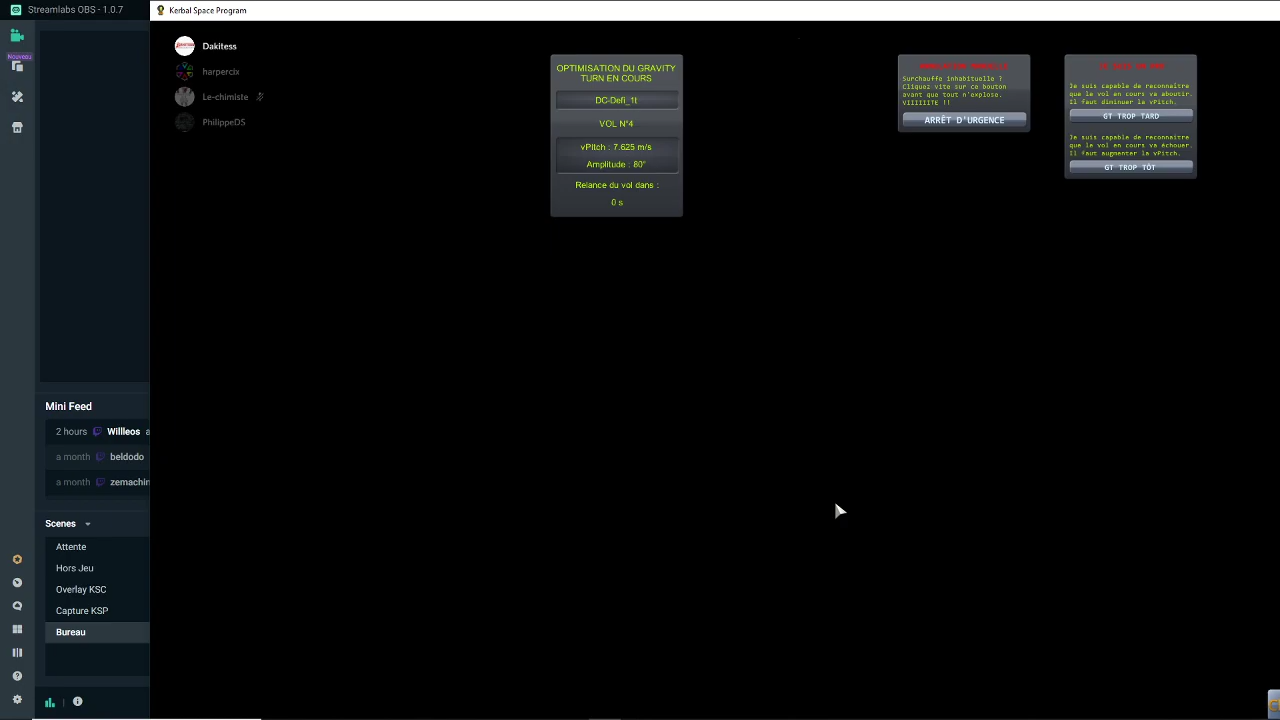 Streamlabs OBS - 1.0.7
Kerbal Space Program
Nouveau
Dakitess
harpercix
Le-chimiste
PhilippeDS
OPTIMISATION DU GRAVITY
TURN EN COURS
DC-Defi_1t
VOL N°4
vPitch : 7.625 m/s
Amplitude : 80°
Relance du vol dans :
0 s
Surchauffe inhabituelle ?
Cliquez vite sur ce bouton
avant que tout n'explose.
VIIIIIITE !!
ARRÊT D'URGENCE
Je suis capable de reconnaître
que le vol en cours va aboutir.
Il faut diminuer la vPitch.
GT TROP TARD
Je suis capable de reconnaître
que le vol en cours va échouer.
Il faut augmenter la vPitch.
GT TROP TÔT
Mini Feed
2 hours Willleos a
a month beldodo
a month zemachin
Scenes
Attente
Hors Jeu
Overlay KSC
Capture KSP
Bureau